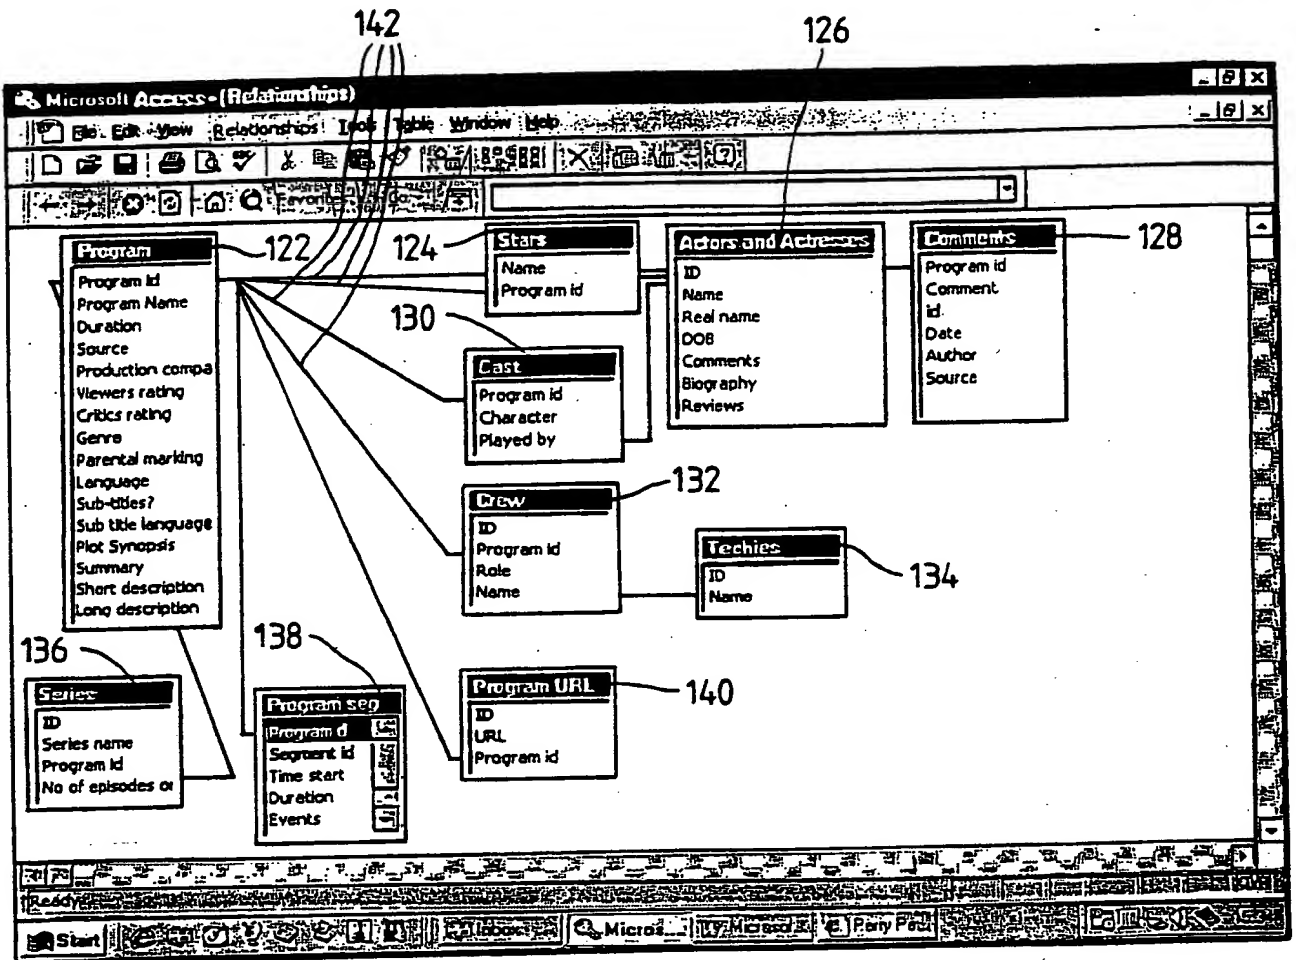 142
126
Microsoft Access - (Relationships)
File Edit View Relationships Tools Table Window Help
Favorites Go
Program
122
Program id
Program Name
Duration
Source
Production compa
Viewers rating
Critics rating
Genre
Parental marking
Language
Sub-titles?
Sub title language
Plot Synopsis
Summary
Short description
Long description
124
Stars
Name
Program id
Actors and Actresses
ID
Name
Real name
DOB
Comments
Biography
Reviews
Comments
128
Program id
Comment
id
Date
Author
Source
130
Cast
Program id
Character
Played by
Crew
132
ID
Program id
Role
Name
Techies
134
ID
Name
136
Series
ID
Series name
Program id
No of episodes or
138
Program seg
Program d
Segment id
Time start
Duration
Events
Program URL
140
ID
URL
Program id
Ready
Start
Inbox
Micros...
Microsof